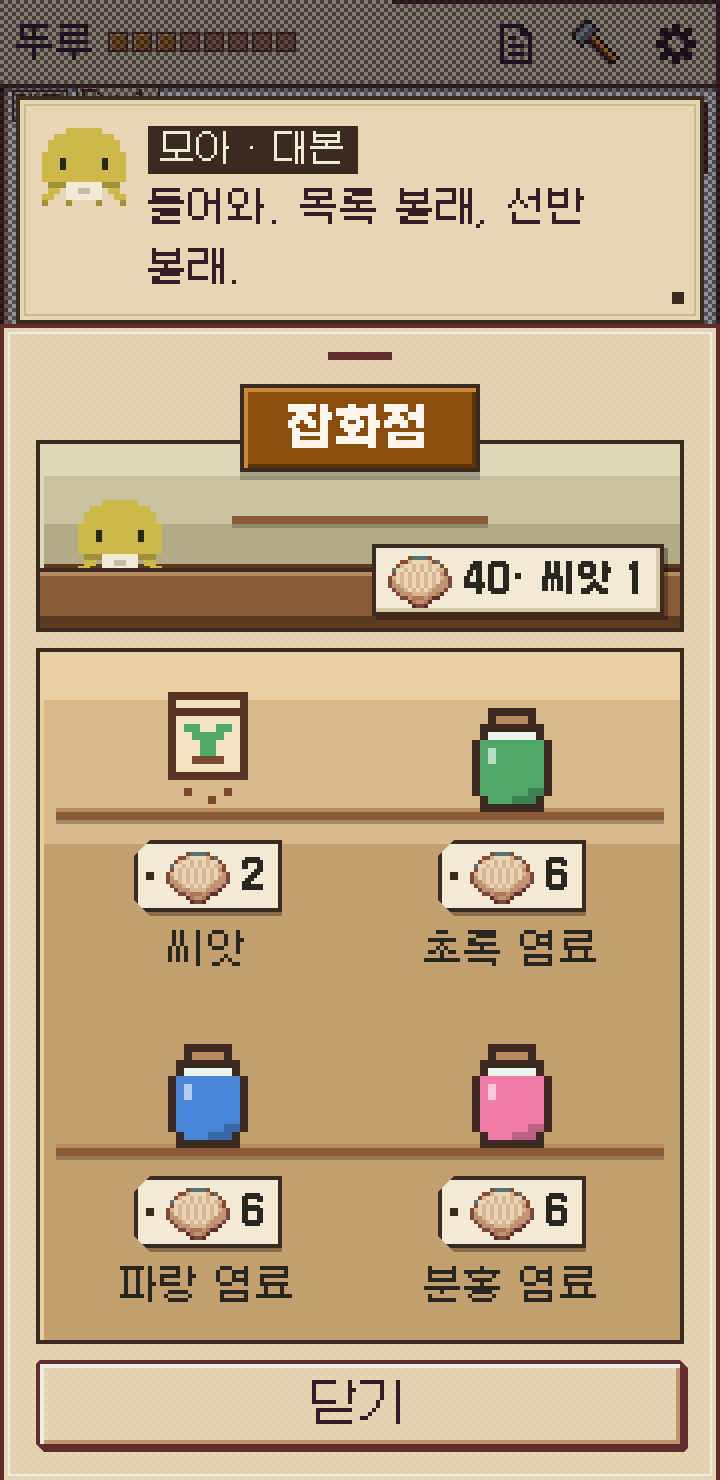 뚜루
모아 · 대본
들어와. 목록 볼래, 선반
볼래.
잡화점
40· 씨앗 1
2
6
씨앗
초록 염료
6
6
파랑 염료
분홍 염료
닫기